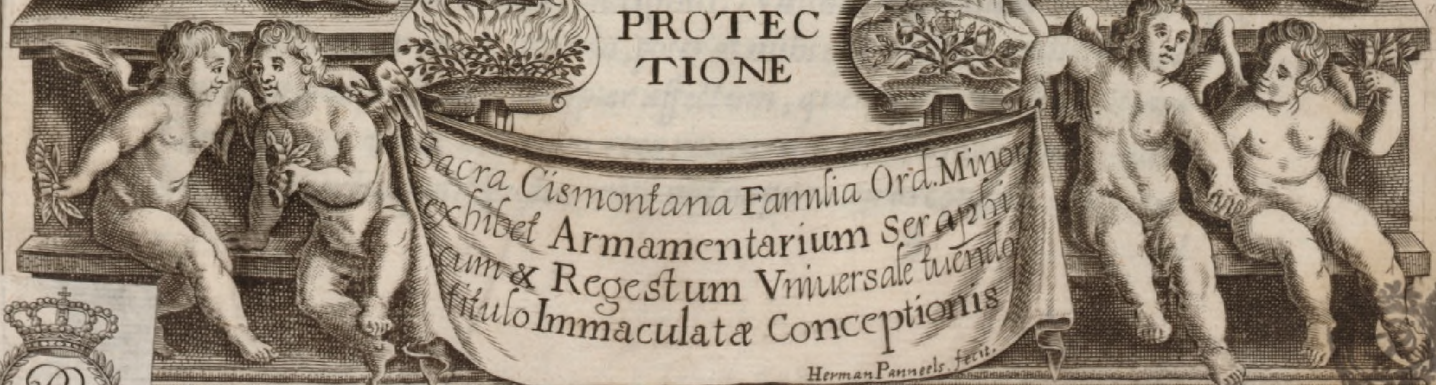 PROTEC
TIONE
Sacra Cismontana Familia Ord. Minor
exhibet Armamentarium Seraphi
cum & Regestum Vniuersale tuendo
titulo Immaculatæ Conceptionis
Herman Panneels. fecit.